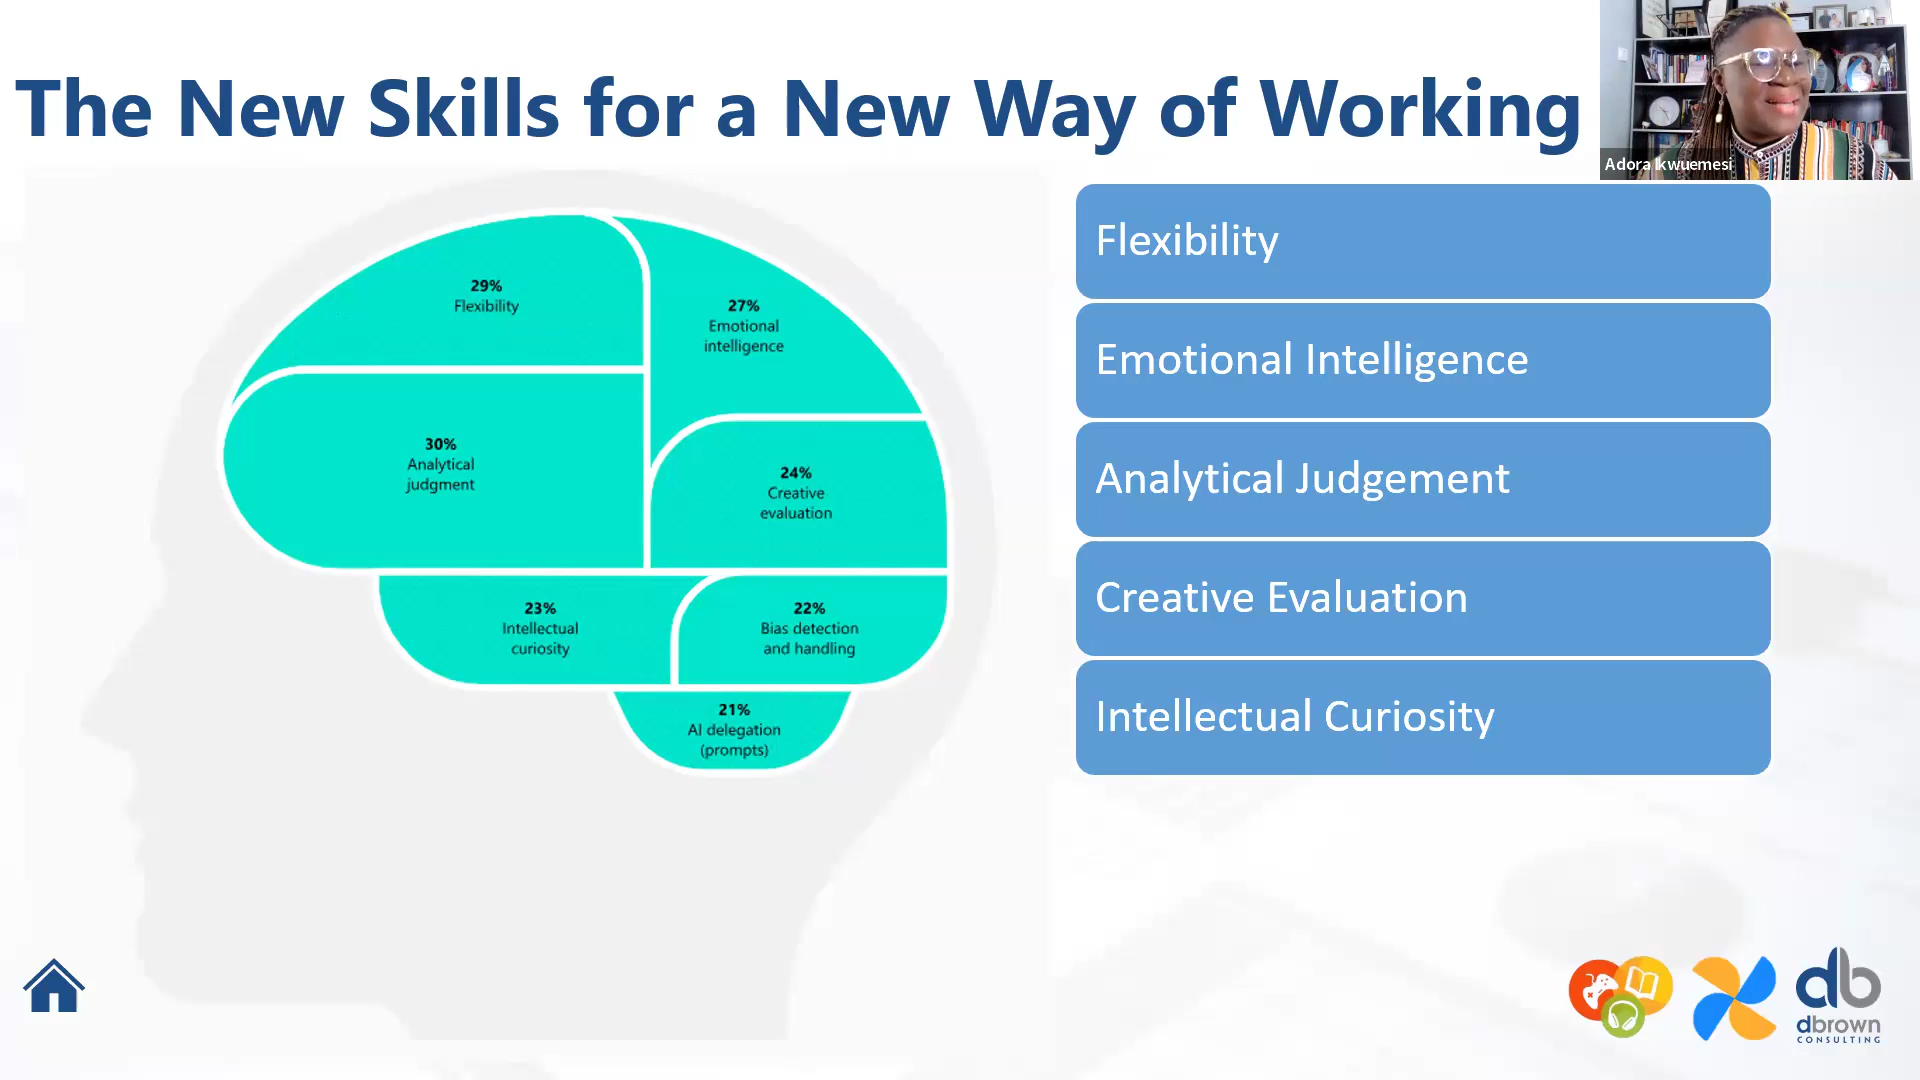 The New Skills for a New Way of Working
Adora Ikwuemesi
29%
Flexibility
27%
Emotional
intelligence
30%
Analytical
judgment
24%
Creative
evaluation
23%
Intellectual
curiosity
22%
Bias detection
and handling
21%
AI delegation
(prompts)
Flexibility
Emotional Intelligence
Analytical Judgement
Creative Evaluation
Intellectual Curiosity
db
dbrown
CONSULTING